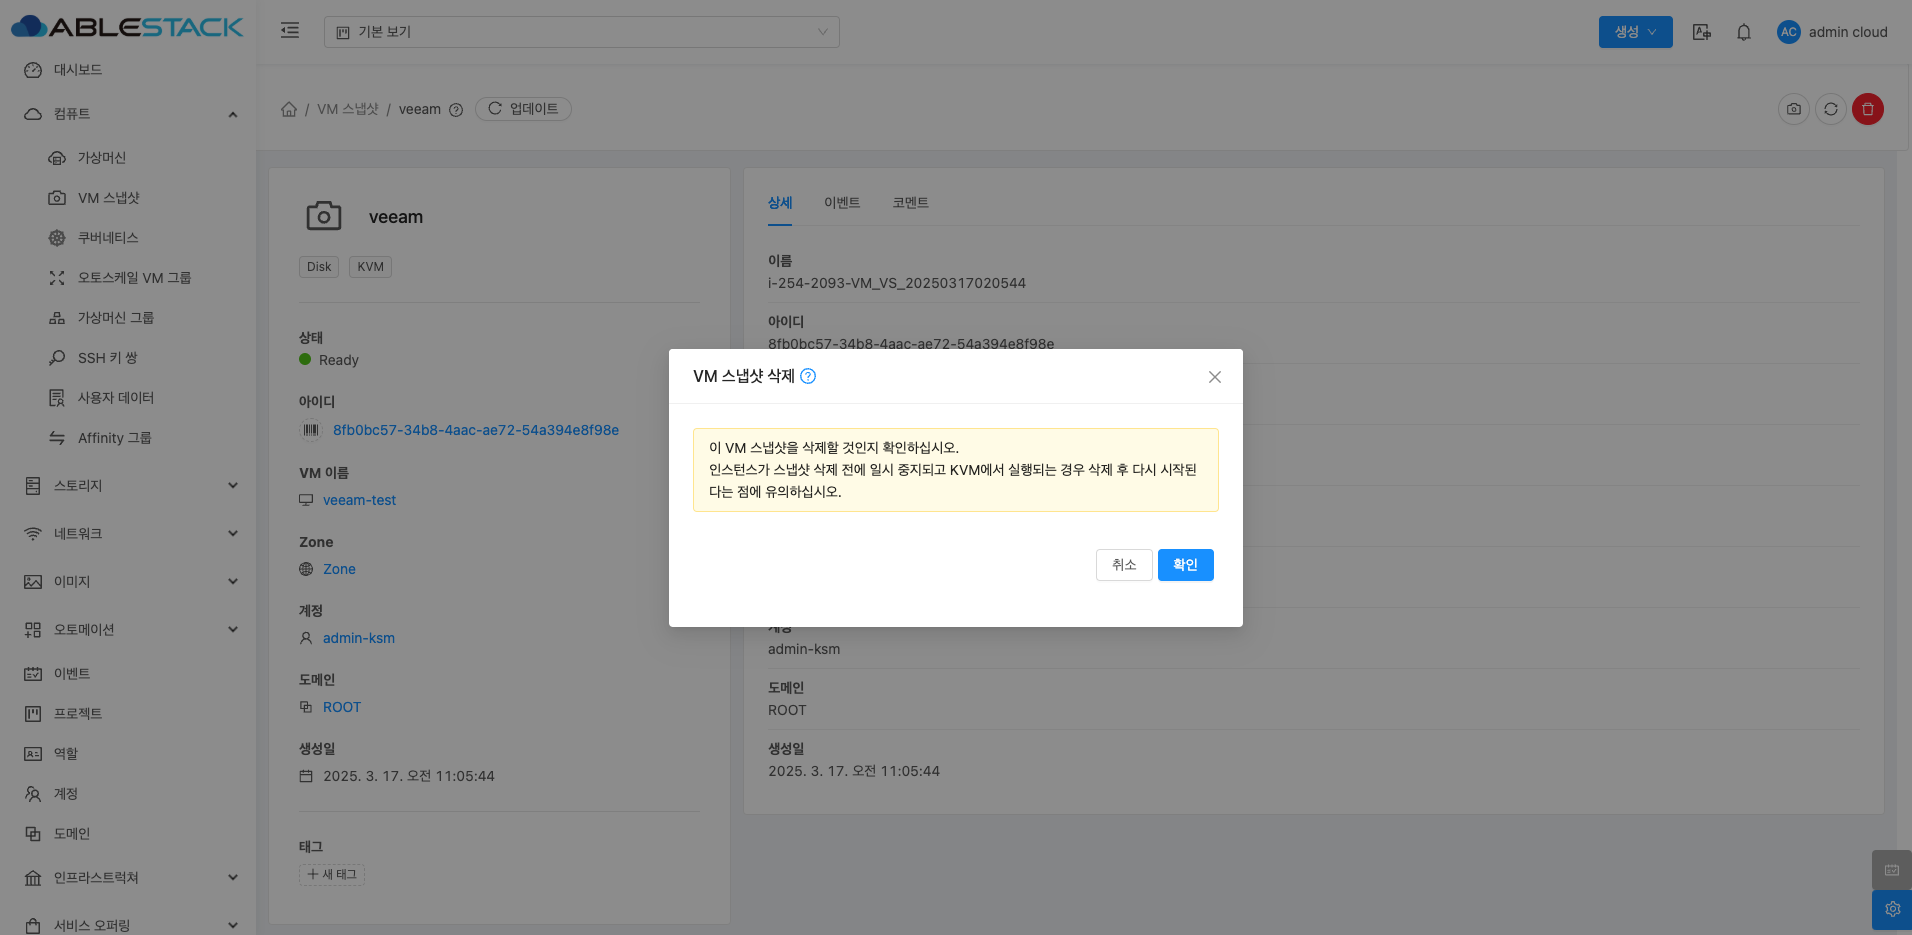 ABLESTACK
기본 보기
생성
AC
admin cloud
대시보드
컴퓨트
가상머신
VM 스냅샷
쿠버네티스
오토스케일 VM 그룹
가상머신 그룹
SSH 키 쌍
사용자 데이터
Affinity 그룹
스토리지
네트워크
이미지
오토메이션
이벤트
프로젝트
역할
계정
도메인
인프라스트럭쳐
서비스 오퍼링
/ VM 스냅샷 / veeam
업데이트
veeam
Disk
KVM
상태
Ready
아이디
8fb0bc57-34b8-4aac-ae72-54a394e8f98e
VM 이름
veeam-test
Zone
Zone
계정
admin-ksm
도메인
ROOT
생성일
2025. 3. 17. 오전 11:05:44
태그
새 태그
상세
이벤트
코멘트
이름
i-254-2093-VM_VS_20250317020544
아이디
8fb0bc57-34b8-4aac-ae72-54a394e8f98e
VM 스냅샷 삭제
이 VM 스냅샷을 삭제할 것인지 확인하십시오.
인스턴스가 스냅샷 삭제 전에 일시 중지되고 KVM에서 실행되는 경우 삭제 후 다시 시작된
다는 점에 유의하십시오.
취소
확인
계정
admin-ksm
도메인
ROOT
생성일
2025. 3. 17. 오전 11:05:44